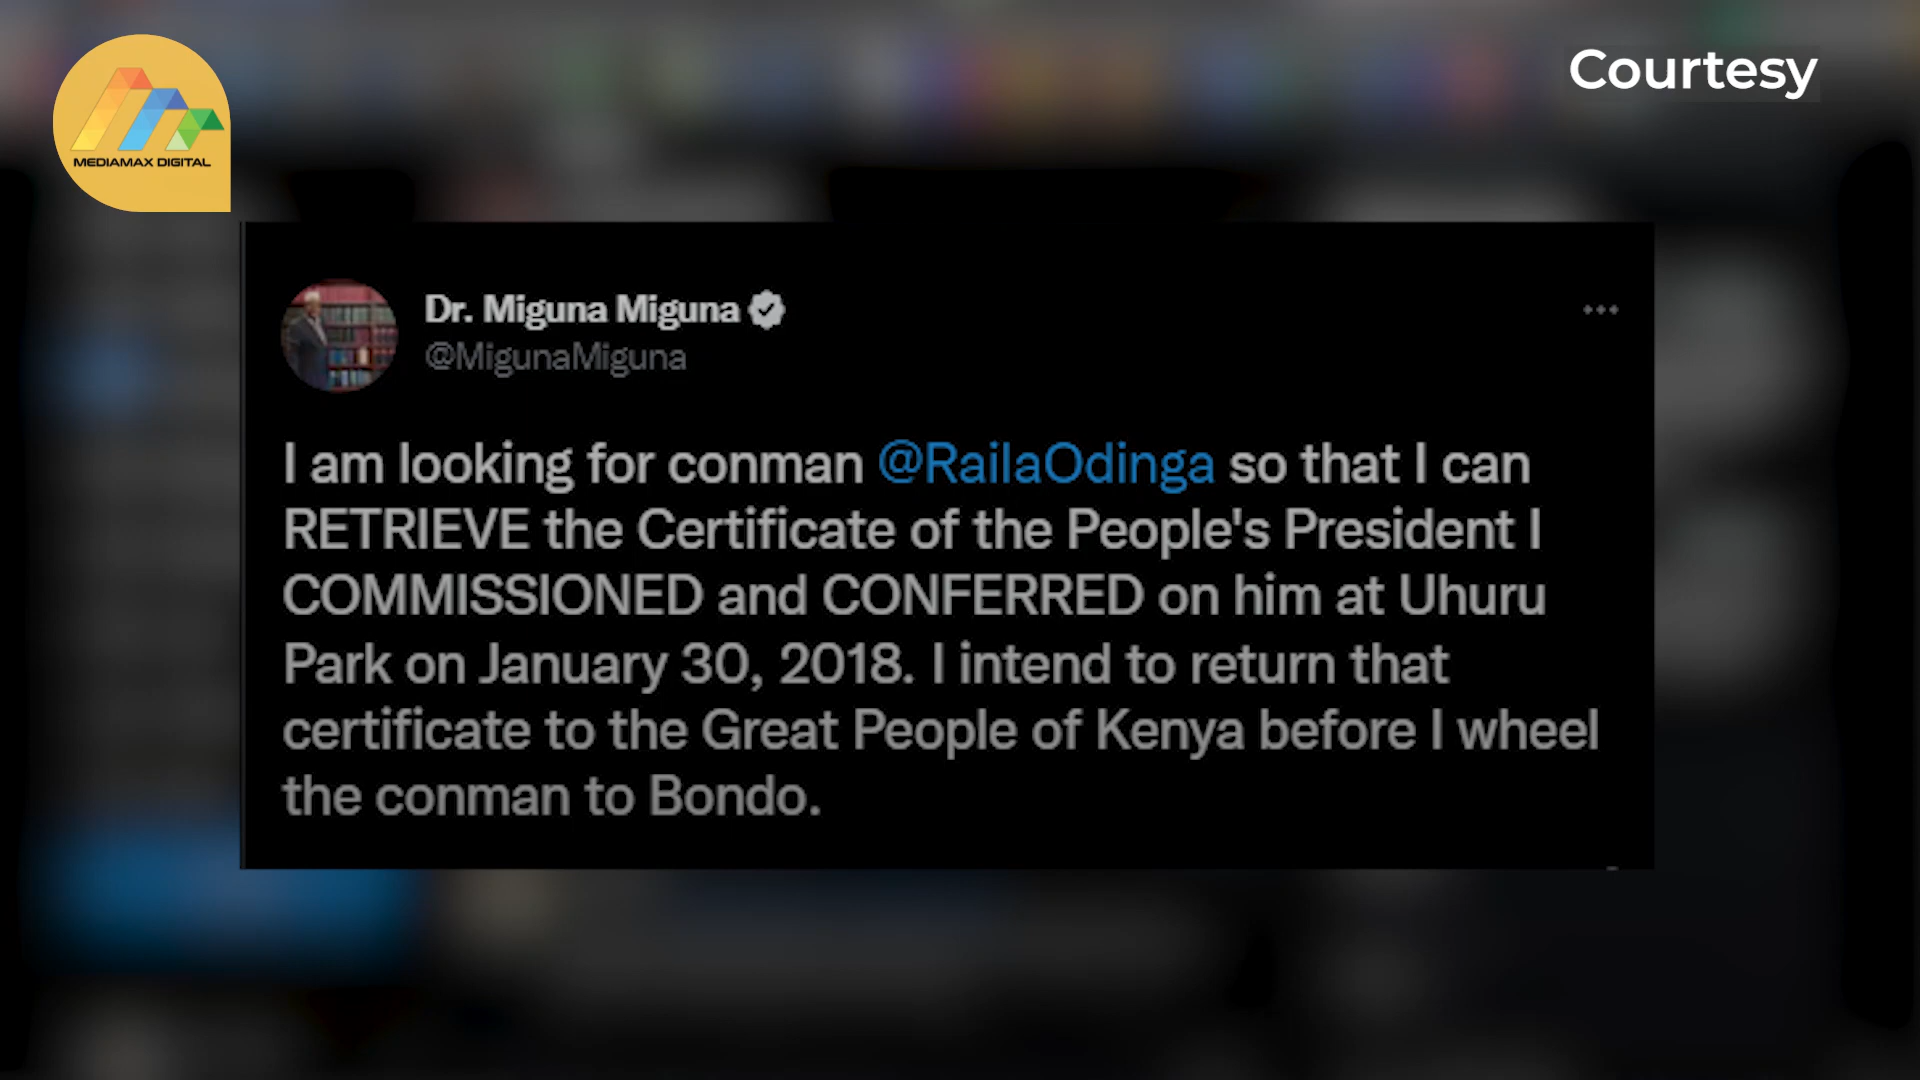 MEDIAMAX DIGITAL
Courtesy
Dr. Miguna Miguna
@MigunaMiguna
I am looking for conman @RailaOdinga so that I can
RETRIEVE the Certificate of the People's President I
COMMISSIONED and CONFERRED on him at Uhuru
Park on January 30, 2018. I intend to return that
certificate to the Great People of Kenya before I wheel
the conman to Bondo.